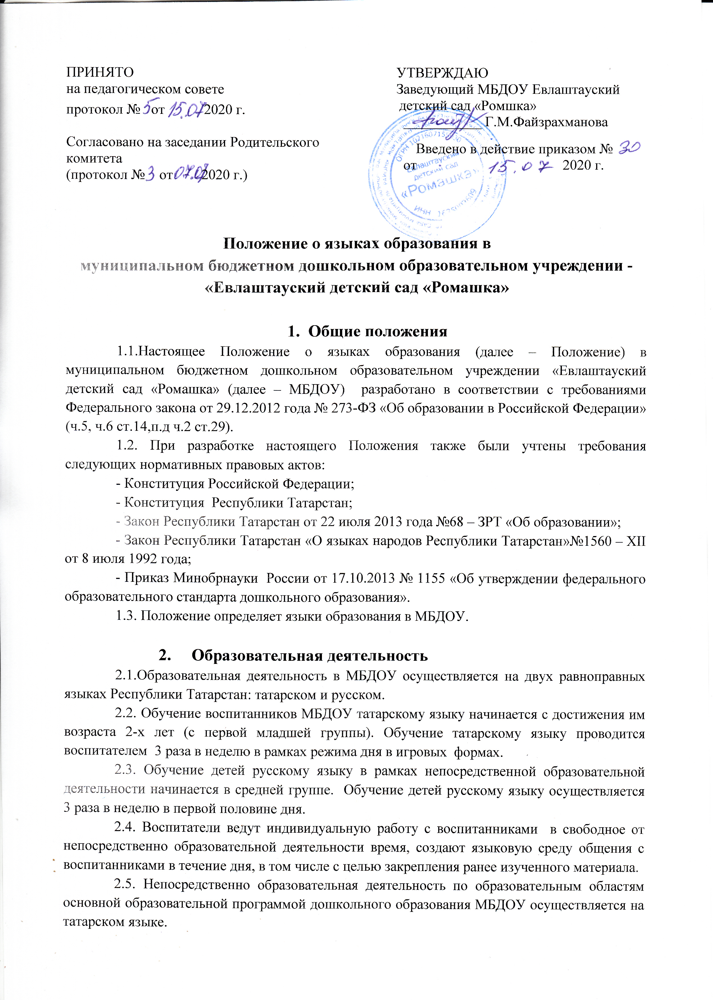 ПРИНЯТО
на педагогическом совете
протокол № 5 от 15.07 2020 г.
Согласовано на заседании Родительского
комитета
(протокол № 3 от 07.07 2020 г.)
УТВЕРЖДАЮ
Заведующий МБДОУ Евлаштауский
детский сад «Ромшка»
___________ Г.М.Файзрахманова
Введено в действие приказом № 30
от 15.07 2020 г.
Евлаштауский
детский сад
«Ромашка»
ИНН
Положение о языках образования в
муниципальном бюджетном дошкольном образовательном учреждении -
«Евлаштауский детский сад «Ромашка»
1. Общие положения
1.1.Настоящее Положение о языках образования (далее – Положение) в
муниципальном бюджетном дошкольном образовательном учреждении «Евлаштауский
детский сад «Ромашка» (далее – МБДОУ) разработано в соответствии с требованиями
Федерального закона от 29.12.2012 года № 273-ФЗ «Об образовании в Российской Федерации»
(ч.5, ч.6 ст.14,п.д ч.2 ст.29).
1.2. При разработке настоящего Положения также были учтены требования
следующих нормативных правовых актов:
- Конституция Российской Федерации;
- Конституция Республики Татарстан;
- Закон Республики Татарстан от 22 июля 2013 года №68 – ЗРТ «Об образовании»;
- Закон Республики Татарстан «О языках народов Республики Татарстан»№1560 – XII
от 8 июля 1992 года;
- Приказ Минобрнауки России от 17.10.2013 № 1155 «Об утверждении федерального
образовательного стандарта дошкольного образования».
1.3. Положение определяет языки образования в МБДОУ.
2. Образовательная деятельность
2.1.Образовательная деятельность в МБДОУ осуществляется на двух равноправных
языках Республики Татарстан: татарском и русском.
2.2. Обучение воспитанников МБДОУ татарскому языку начинается с достижения им
возраста 2-х лет (с первой младшей группы). Обучение татарскому языку проводится
воспитателем 3 раза в неделю в рамках режима дня в игровых формах.
2.3. Обучение детей русскому языку в рамках непосредственной образовательной
деятельности начинается в средней группе. Обучение детей русскому языку осуществляется
3 раза в неделю в первой половине дня.
2.4. Воспитатели ведут индивидуальную работу с воспитанниками в свободное от
непосредственно образовательной деятельности время, создают языковую среду общения с
воспитанниками в течение дня, в том числе с целью закрепления ранее изученного материала.
2.5. Непосредственно образовательная деятельность по образовательным областям
основной образовательной программой дошкольного образования МБДОУ осуществляется на
татарском языке.